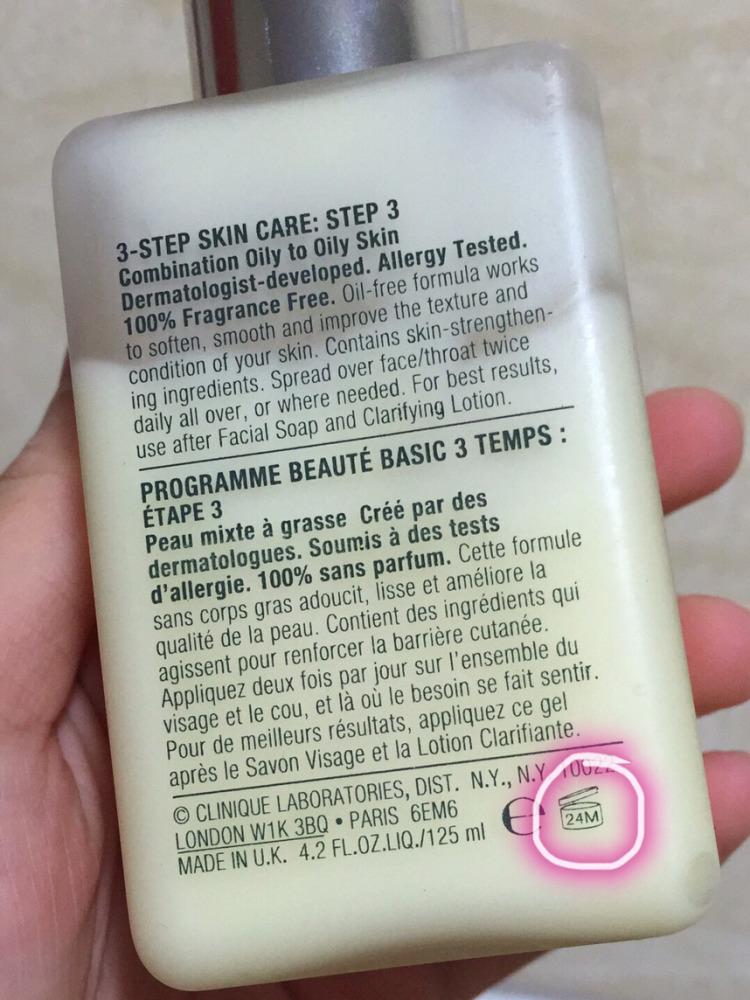 3-STEP SKIN CARE: STEP 3
Combination Oily to Oily Skin
Dermatologist-developed. Allergy Tested.
100% Fragrance Free. Oil-free formula works
to soften, smooth and improve the texture and
condition of your skin. Contains skin-strengthen-
ing ingredients. Spread over face/throat twice
daily all over, or where needed. For best results,
use after Facial Soap and Clarifying Lotion.
PROGRAMME BEAUTÉ BASIC 3 TEMPS :
ÉTAPE 3
Peau mixte à grasse Créé par des
dermatologues. Soumis à des tests
d'allergie. 100% sans parfum. Cette formule
sans corps gras adoucit, lisse et améliore la
qualité de la peau. Contient des ingrédients qui
agissent pour renforcer la barrière cutanée.
Appliquez deux fois par jour sur l'ensemble du
visage et le cou, et là où le besoin se fait sentir.
Pour de meilleurs résultats, appliquez ce gel
après le Savon Visage et la Lotion Clarifiante.
© CLINIQUE LABORATORIES, DIST. N.Y., N.Y. 10022
LONDON W1K 3BQ • PARIS 6EM6
MADE IN U.K. 4.2 FL.OZ.LIQ./125 ml ℮ 24M